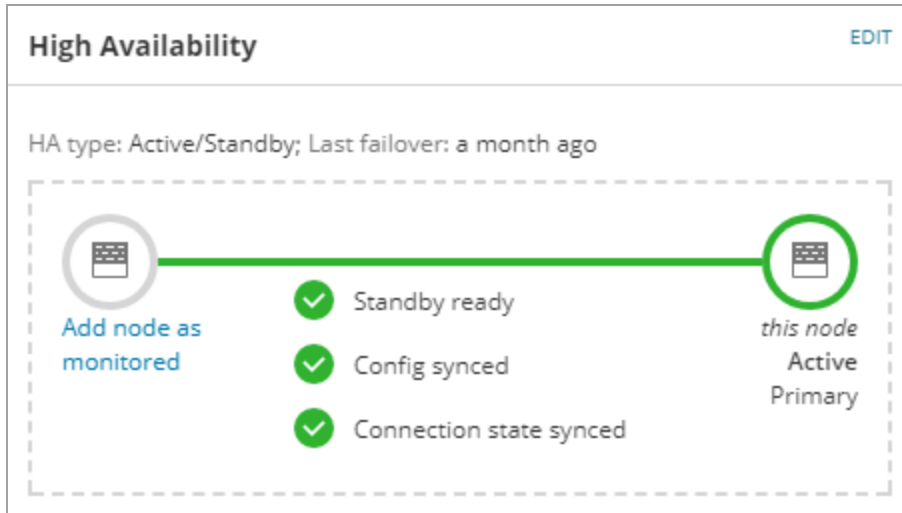 High Availability
EDIT
HA type: Active/Standby; Last failover: a month ago
Add node as
monitored
Standby ready
Config synced
Connection state synced
this node
Active
Primary